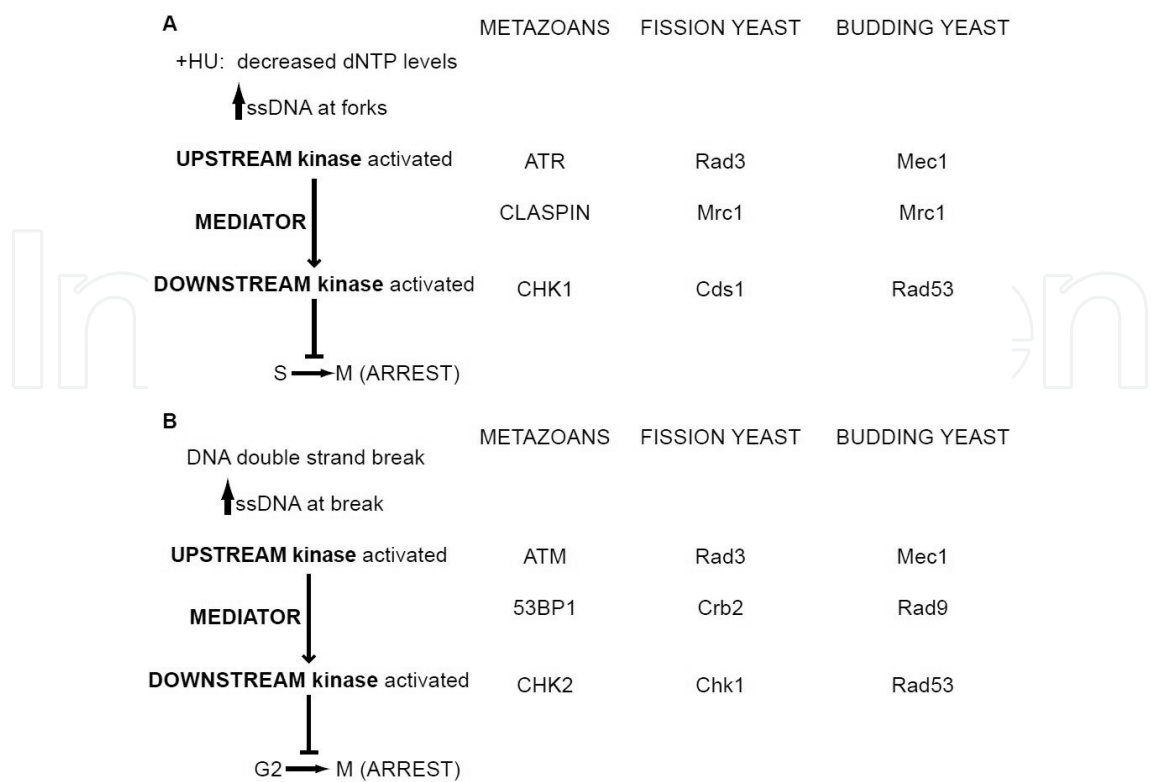 A
METAZOANS FISSION YEAST BUDDING YEAST
+HU: decreased dNTP levels
ssDNA at forks
UPSTREAM kinase activated ATR Rad3 Mec1
MEDIATOR CLASPIN Mrc1 Mrc1
DOWNSTREAM kinase activated CHK1 Cds1 Rad53
S M (ARREST)
B
METAZOANS FISSION YEAST BUDDING YEAST
DNA double strand break
ssDNA at break
UPSTREAM kinase activated ATM Rad3 Mec1
MEDIATOR 53BP1 Crb2 Rad9
DOWNSTREAM kinase activated CHK2 Chk1 Rad53
G2 M (ARREST)